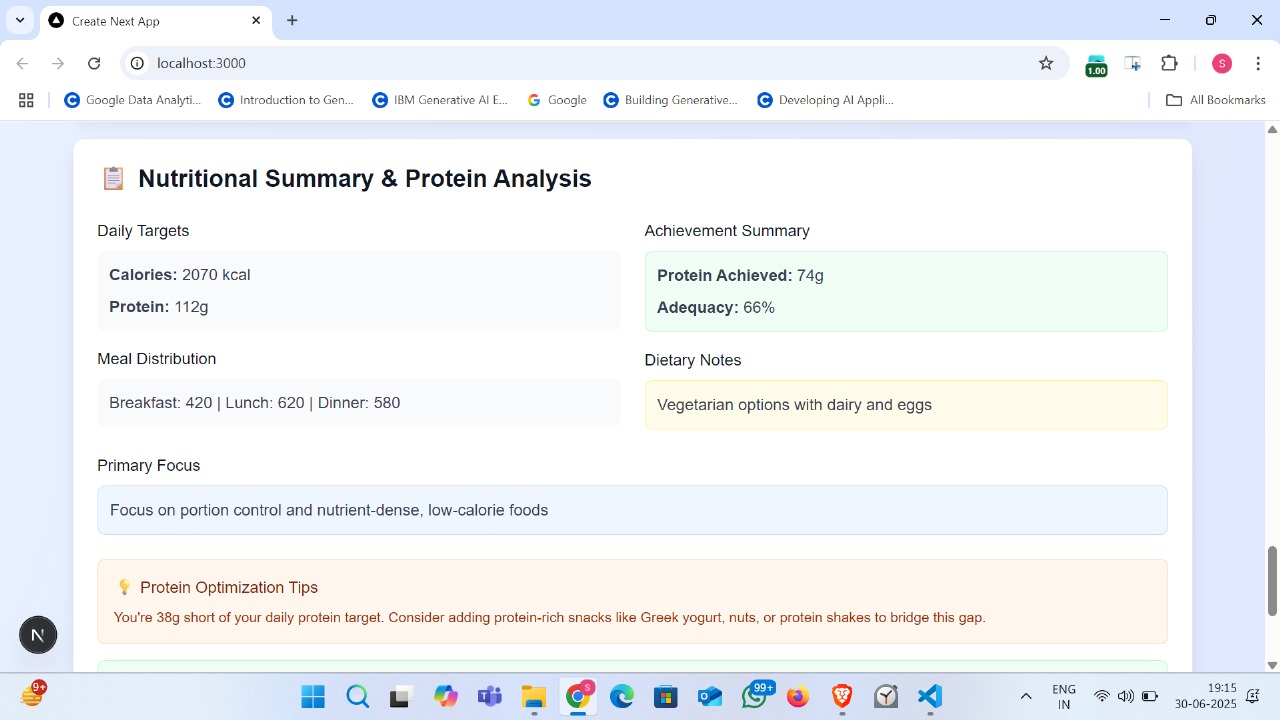 Create Next App
localhost:3000
1.00
S
Google Data Analyti...
Introduction to Gen...
IBM Generative AI E...
Google
Building Generative...
Developing AI Appli...
All Bookmarks
Nutritional Summary & Protein Analysis
Daily Targets
Calories: 2070 kcal
Protein: 112g
Achievement Summary
Protein Achieved: 74g
Adequacy: 66%
Meal Distribution
Breakfast: 420 | Lunch: 620 | Dinner: 580
Dietary Notes
Vegetarian options with dairy and eggs
Primary Focus
Focus on portion control and nutrient-dense, low-calorie foods
Protein Optimization Tips
You're 38g short of your daily protein target. Consider adding protein-rich snacks like Greek yogurt, nuts, or protein shakes to bridge this gap.
N
9+
S
99+
ENG
IN
19:15
30-06-2025